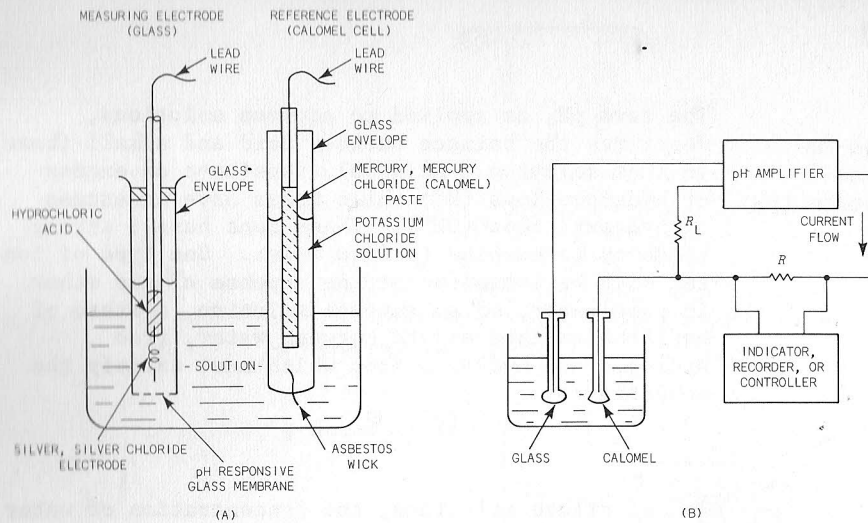 MEASURING ELECTRODE
(GLASS)
REFERENCE ELECTRODE
(CALOMEL CELL)
LEAD
WIRE
LEAD
WIRE
GLASS
ENVELOPE
GLASS
ENVELOPE
MERCURY, MERCURY
CHLORIDE (CALOMEL)
PASTE
HYDROCHLORIC
ACID
POTASSIUM
CHLORIDE
SOLUTION
- SOLUTION -
SILVER, SILVER CHLORIDE
ELECTRODE
pH RESPONSIVE
GLASS MEMBRANE
ASBESTOS
WICK
(A)
pH AMPLIFIER
RL
CURRENT
FLOW
R
INDICATOR,
RECORDER, OR
CONTROLLER
GLASS
CALOMEL
(B)